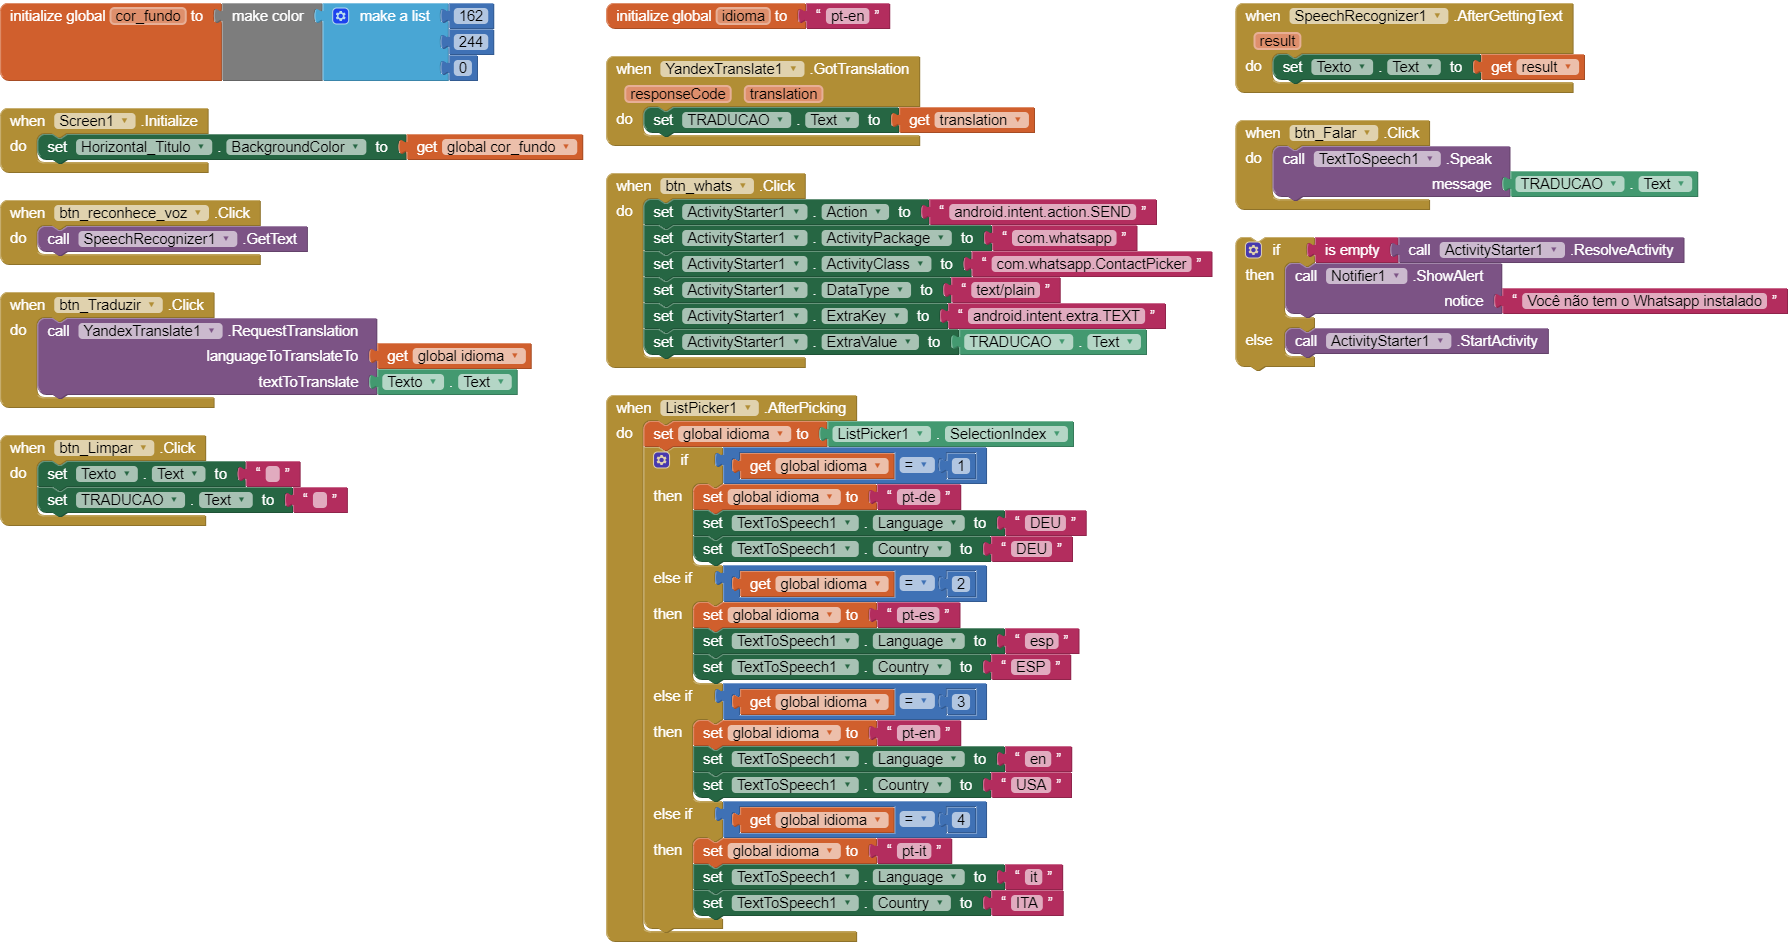 initialize global cor_fundo to make color make a list 162
244
0
when Screen1 .Initialize
do set Horizontal_Titulo . BackgroundColor to get global cor_fundo
when btn_reconhece_voz .Click
do call SpeechRecognizer1 .GetText
when btn_Traduzir .Click
do call YandexTranslate1 .RequestTranslation
languageToTranslateTo get global idioma
textToTranslate Texto . Text
when btn_Limpar .Click
do set Texto . Text to “ ”
set TRADUCAO . Text to “ ”
initialize global idioma to “ pt-en ”
when YandexTranslate1 .GotTranslation
responseCode translation
do set TRADUCAO . Text to get translation
when btn_whats .Click
do set ActivityStarter1 . Action to “ android.intent.action.SEND ”
set ActivityStarter1 . ActivityPackage to “ com.whatsapp ”
set ActivityStarter1 . ActivityClass to “ com.whatsapp.ContactPicker ”
set ActivityStarter1 . DataType to “ text/plain ”
set ActivityStarter1 . ExtraKey to “ android.intent.extra.TEXT ”
set ActivityStarter1 . ExtraValue to TRADUCAO . Text
when ListPicker1 .AfterPicking
do set global idioma to ListPicker1 . SelectionIndex
if get global idioma = 1
then set global idioma to “ pt-de ”
set TextToSpeech1 . Language to “ DEU ”
set TextToSpeech1 . Country to “ DEU ”
else if get global idioma = 2
then set global idioma to “ pt-es ”
set TextToSpeech1 . Language to “ esp ”
set TextToSpeech1 . Country to “ ESP ”
else if get global idioma = 3
then set global idioma to “ pt-en ”
set TextToSpeech1 . Language to “ en ”
set TextToSpeech1 . Country to “ USA ”
else if get global idioma = 4
then set global idioma to “ pt-it ”
set TextToSpeech1 . Language to “ it ”
set TextToSpeech1 . Country to “ ITA ”
when SpeechRecognizer1 .AfterGettingText
result
do set Texto . Text to get result
when btn_Falar .Click
do call TextToSpeech1 .Speak
message TRADUCAO . Text
if is empty call ActivityStarter1 .ResolveActivity
then call Notifier1 .ShowAlert
notice “ Você não tem o Whatsapp instalado ”
else call ActivityStarter1 .StartActivity